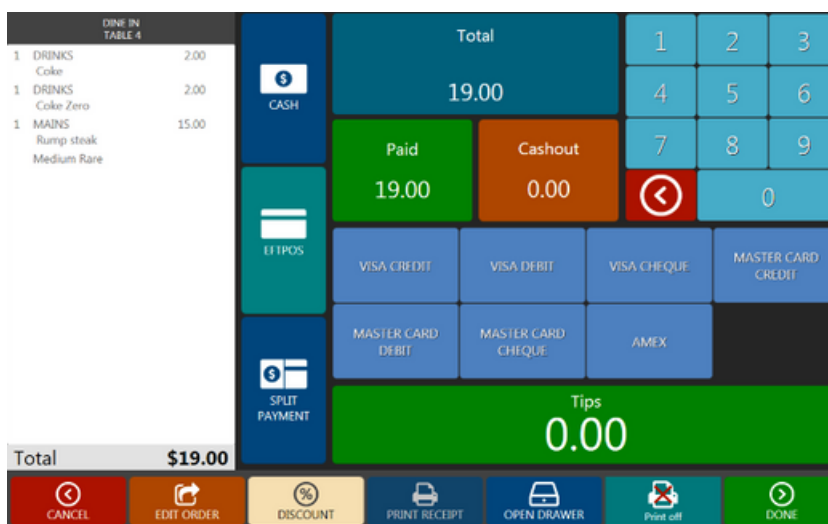 DINE IN
TABLE 4
1 DRINKS 2.00
Coke
1 DRINKS 2.00
Coke Zero
1 MAINS 15.00
Rump steak
Medium Rare
Total $19.00
CASH
EFTPOS
SPLIT
PAYMENT
Total
19.00
Paid
19.00
Cashout
0.00
1 2 3
4 5 6
7 8 9
0
VISA CREDIT
VISA DEBIT
VISA CHEQUE
MASTER CARD
CREDIT
MASTER CARD
DEBIT
MASTER CARD
CHEQUE
AMEX
Tips
0.00
CANCEL
EDIT ORDER
DISCOUNT
PRINT RECEIPT
OPEN DRAWER
Print off
DONE